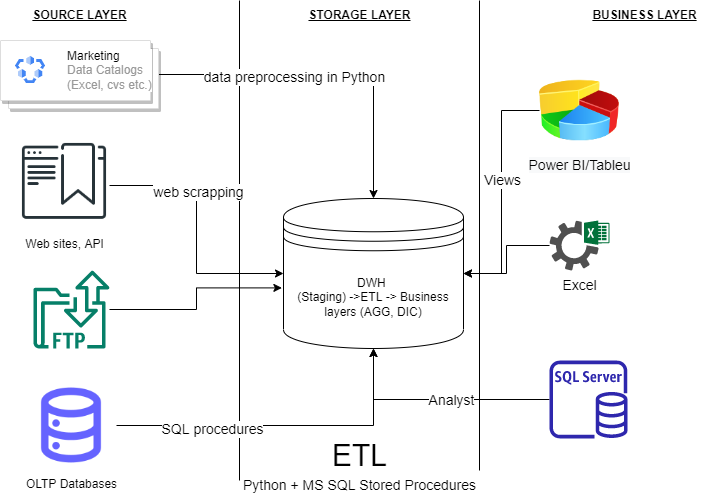 SOURCE LAYER
STORAGE LAYER
BUSINESS LAYER
Marketing
Data Catalogs
(Excel, cvs etc.)
data preprocessing in Python
Power BI/Tableu
Views
web scrapping
Web sites, API
Excel
DWH
(Staging) ->ETL -> Business
layers (AGG, DIC)
FTP
SQL Server
Analyst
SQL procedures
OLTP Databases
ETL
Python + MS SQL Stored Procedures